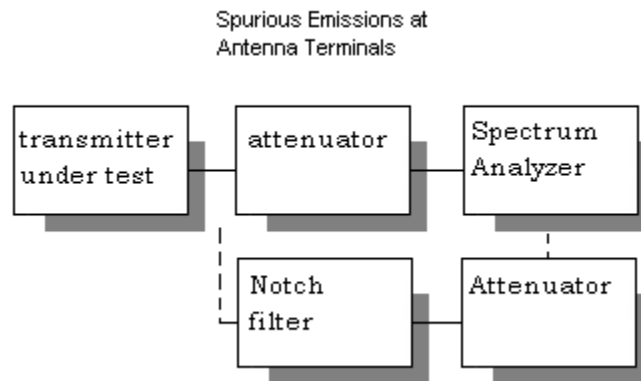 Spurious Emissions at
Antenna Terminals
transmitter
under test
attenuator
Spectrum
Analyzer
Notch
filter
Attenuator